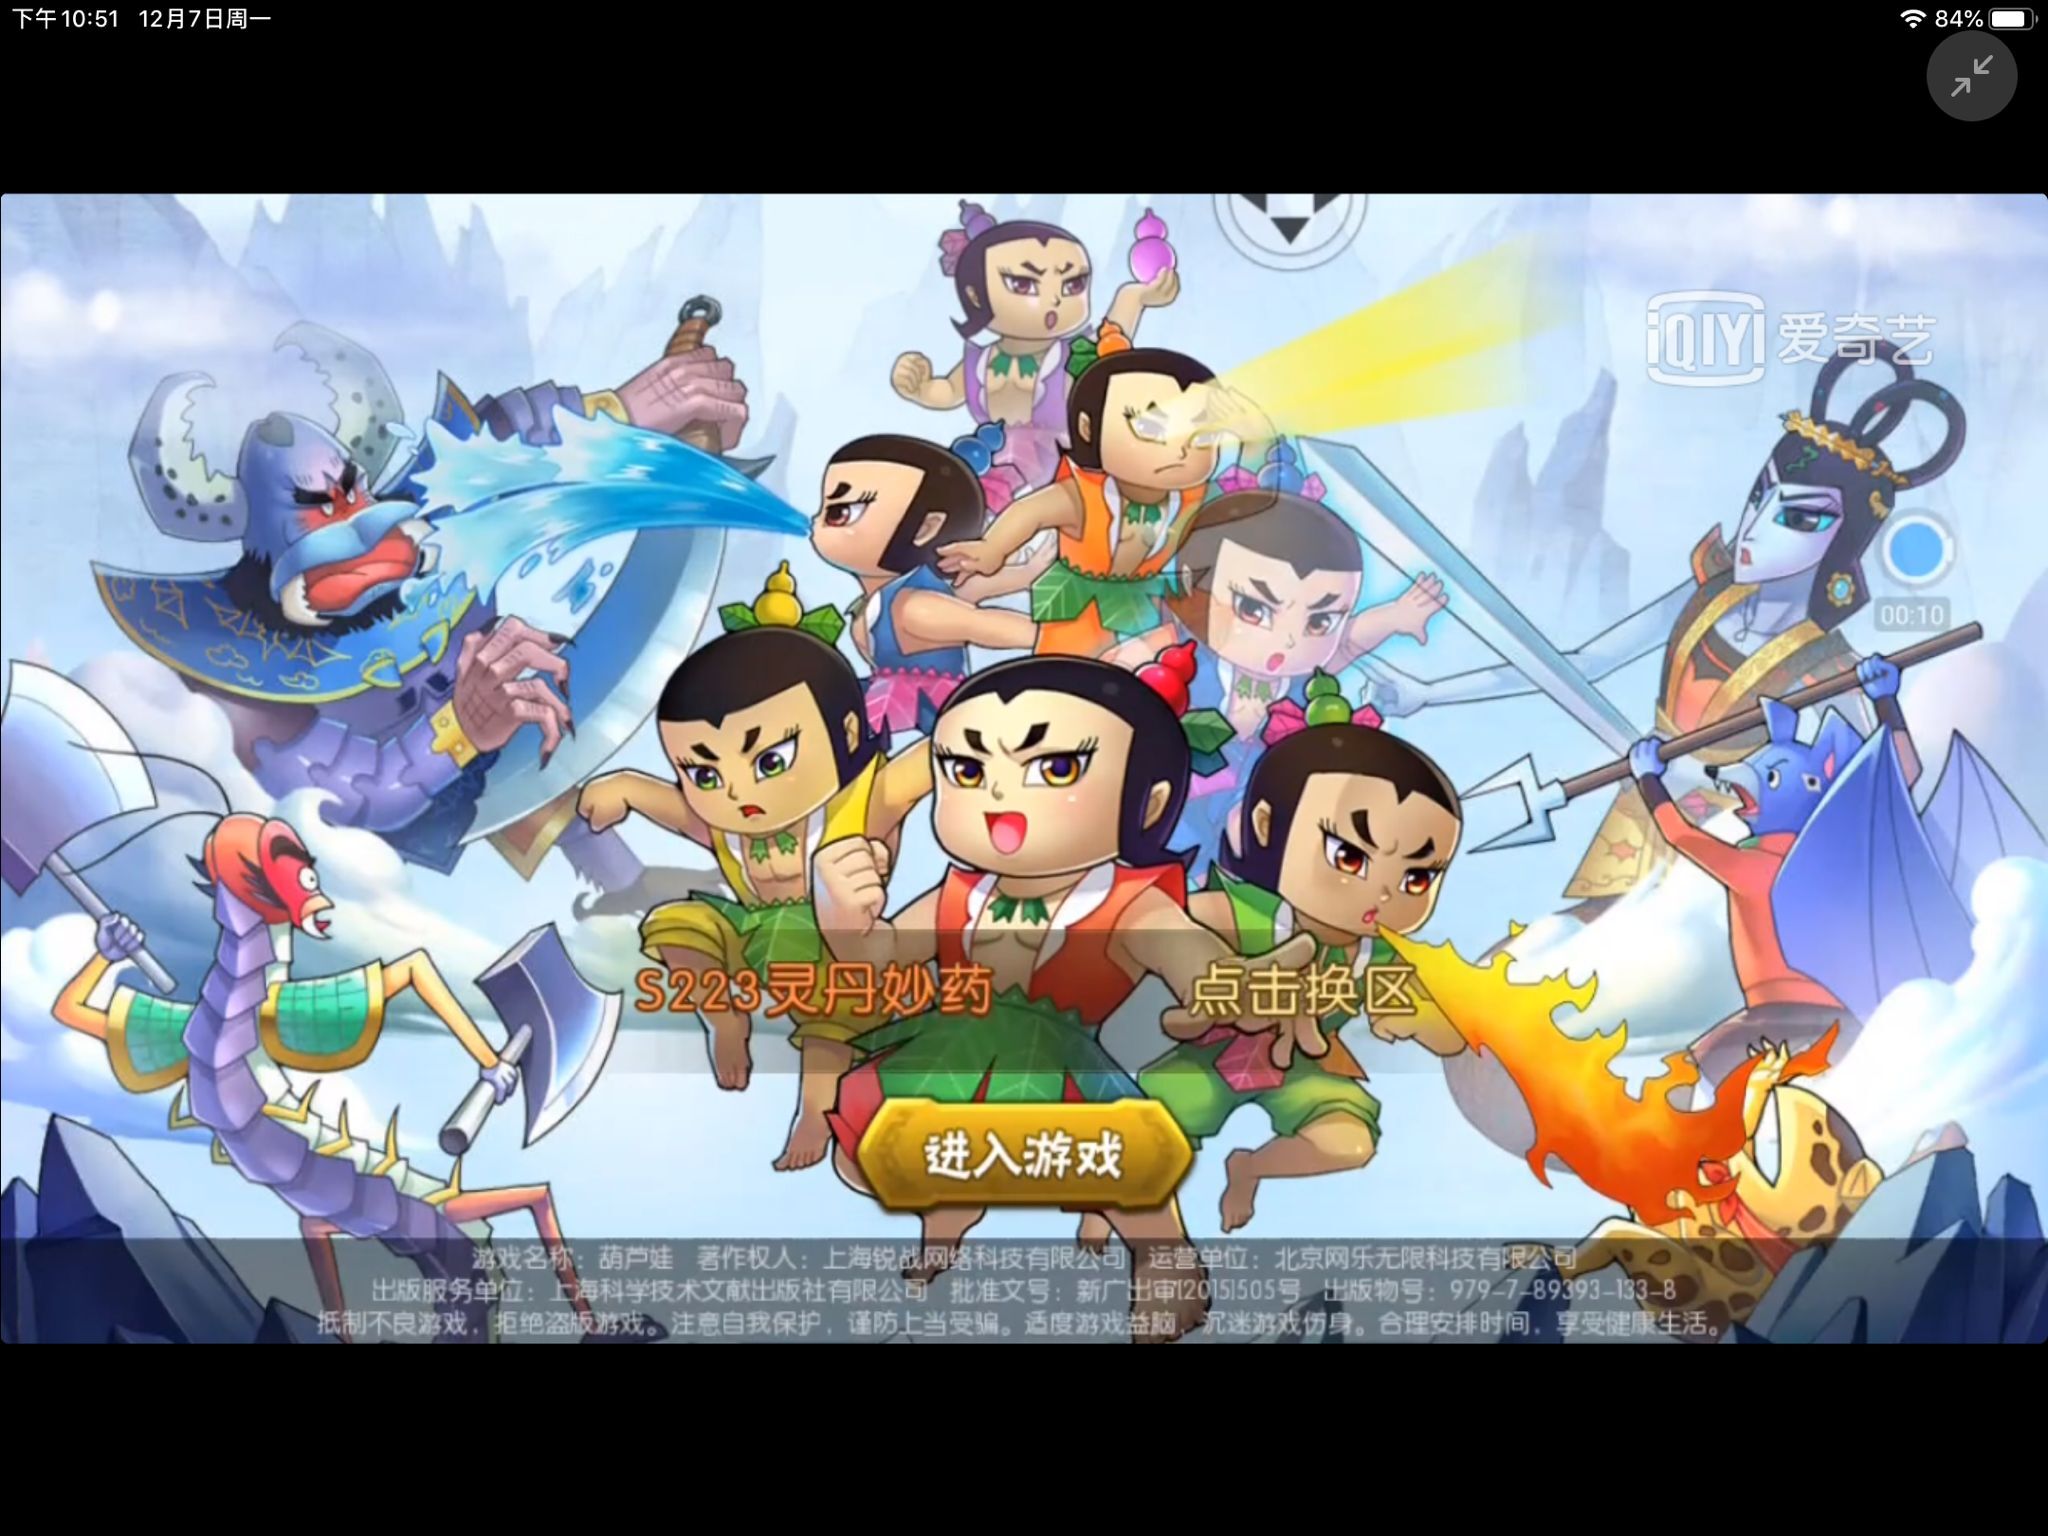 下午10:51 12月7日周一
84%
iQIYI 爱奇艺
00:10
S223灵丹妙药 点击换区
进入游戏
游戏名称：葫芦娃 著作权人：上海锐战网络科技有限公司 运营单位：北京网乐无限科技有限公司
出版服务单位：上海科学技术文献出版社有限公司 批准文号：新广出审[2015]505号 出版物号：979-7-89393-133-8
抵制不良游戏，拒绝盗版游戏。注意自我保护，谨防上当受骗。适度游戏益脑，沉迷游戏伤身。合理安排时间，享受健康生活。